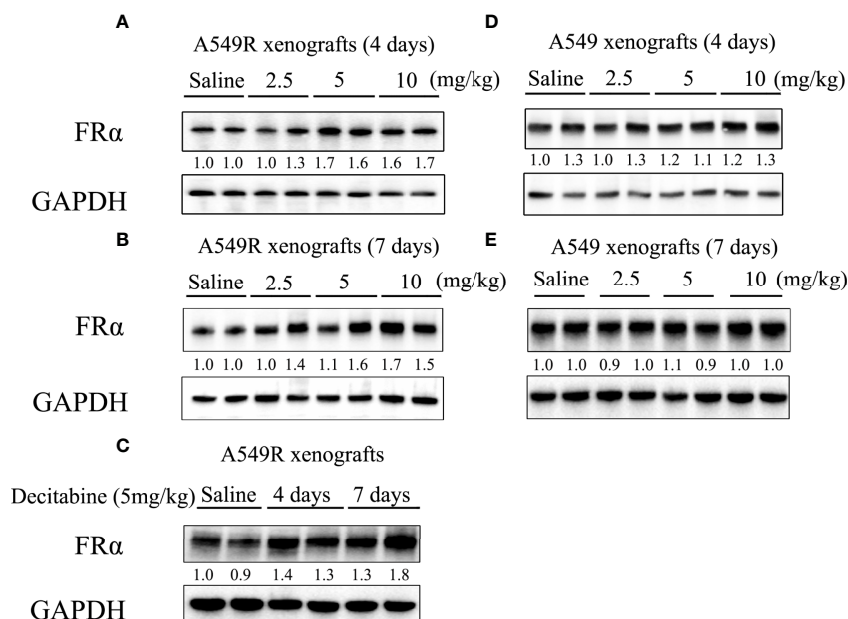 A
A549R xenografts (4 days)
Saline 2.5 5 10 (mg/kg)
FRα
1.0 1.0 1.0 1.3 1.7 1.6 1.6 1.7
GAPDH
B
A549R xenografts (7 days)
Saline 2.5 5 10 (mg/kg)
FRα
1.0 1.0 1.0 1.4 1.1 1.6 1.7 1.5
GAPDH
C
A549R xenografts
Decitabine (5mg/kg) Saline 4 days 7 days
FRα
1.0 0.9 1.4 1.3 1.3 1.8
GAPDH
D
A549 xenografts (4 days)
Saline 2.5 5 10 (mg/kg)
1.0 1.3 1.0 1.3 1.2 1.1 1.2 1.3
E
A549 xenografts (7 days)
Saline 2.5 5 10 (mg/kg)
1.0 1.0 0.9 1.0 1.1 0.9 1.0 1.0